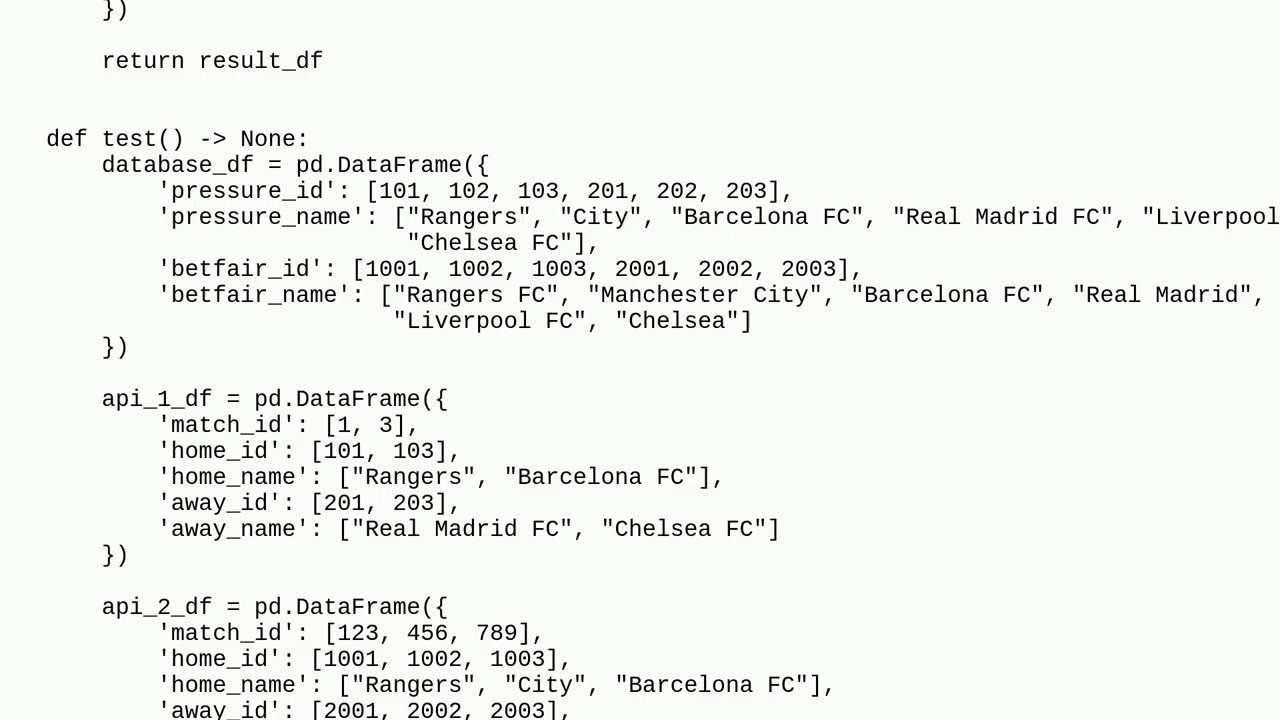 })
return result_df
def test() -> None:
database_df = pd.DataFrame({
'pressure_id': [101, 102, 103, 201, 202, 203],
'pressure_name': ["Rangers", "City", "Barcelona FC", "Real Madrid FC", "Liverpool
"Chelsea FC"],
'betfair_id': [1001, 1002, 1003, 2001, 2002, 2003],
'betfair_name': ["Rangers FC", "Manchester City", "Barcelona FC", "Real Madrid",
"Liverpool FC", "Chelsea"]
})
api_1_df = pd.DataFrame({
'match_id': [1, 3],
'home_id': [101, 103],
'home_name': ["Rangers", "Barcelona FC"],
'away_id': [201, 203],
'away_name': ["Real Madrid FC", "Chelsea FC"]
})
api_2_df = pd.DataFrame({
'match_id': [123, 456, 789],
'home_id': [1001, 1002, 1003],
'home_name': ["Rangers", "City", "Barcelona FC"],
'away_id': [2001, 2002, 2003],